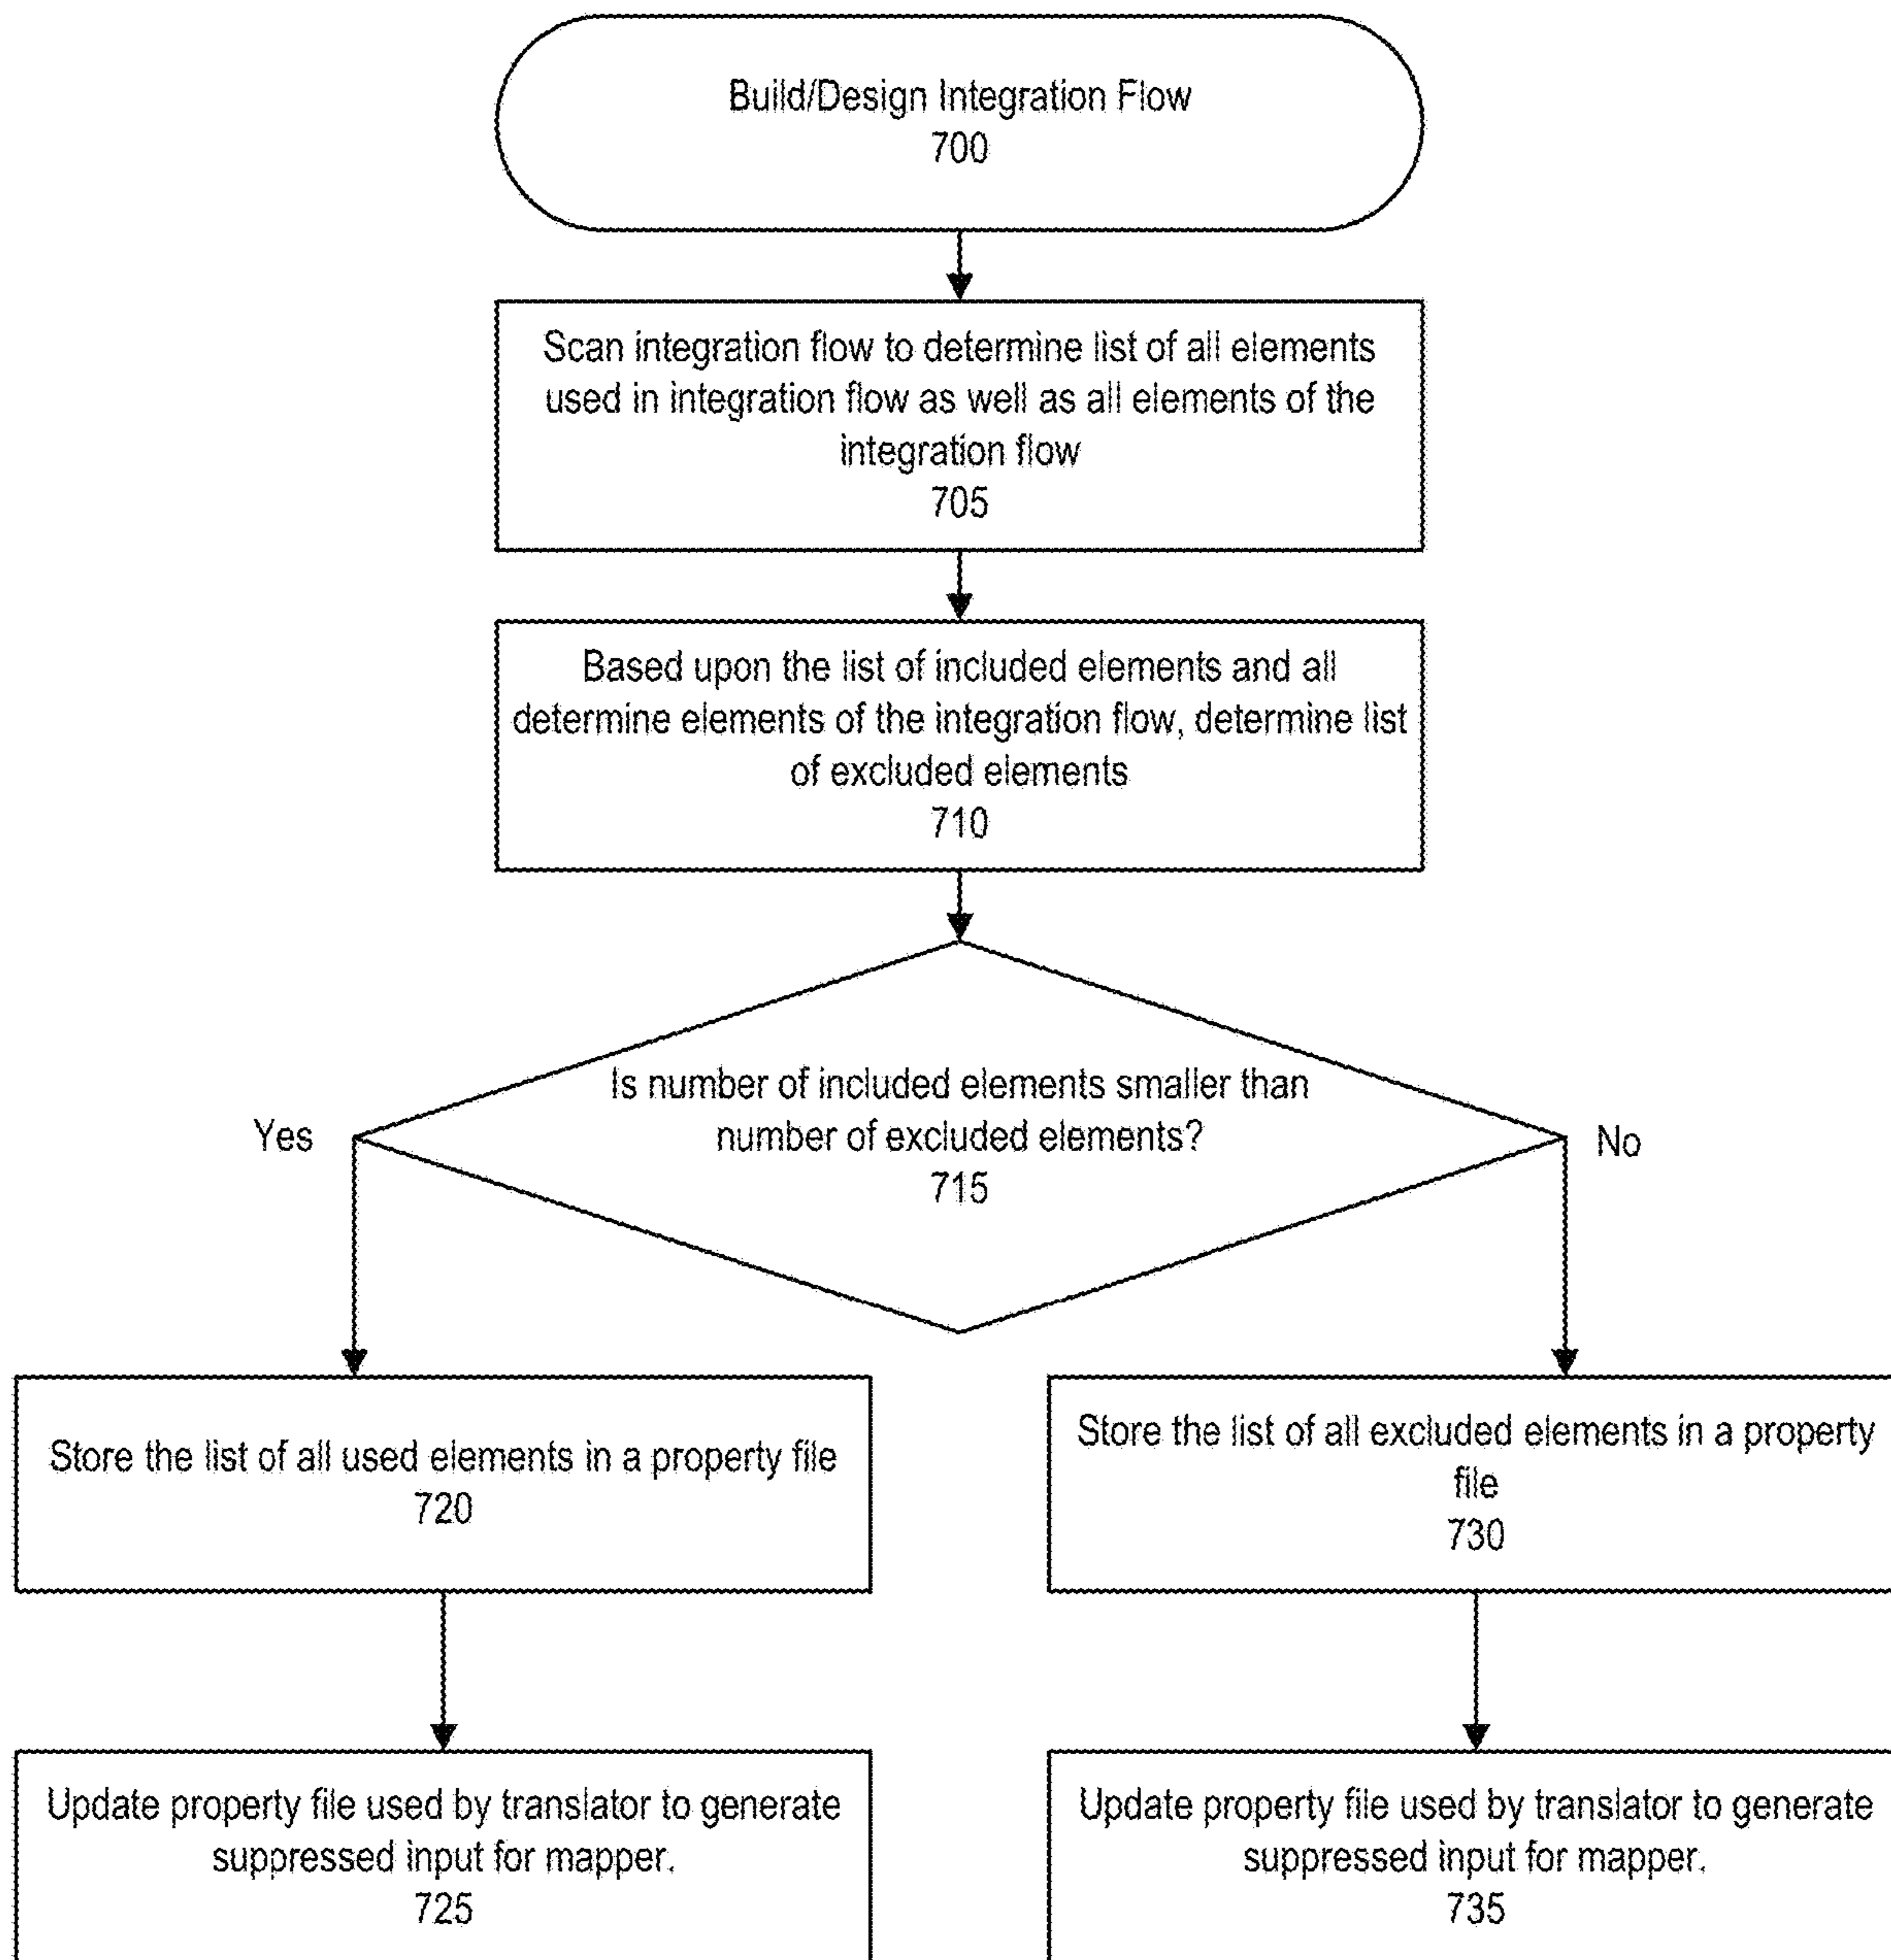 Build/Design Integration Flow
700
Scan integration flow to determine list of all elements
used in integration flow as well as all elements of the
integration flow
705
Based upon the list of included elements and all
determine elements of the integration flow, determine list
of excluded elements
710
Is number of included elements smaller than
number of excluded elements?
715
Yes
No
Store the list of all used elements in a property file
720
Store the list of all excluded elements in a property
file
730
Update property file used by translator to generate
suppressed input for mapper.
725
Update property file used by translator to generate
suppressed input for mapper.
735